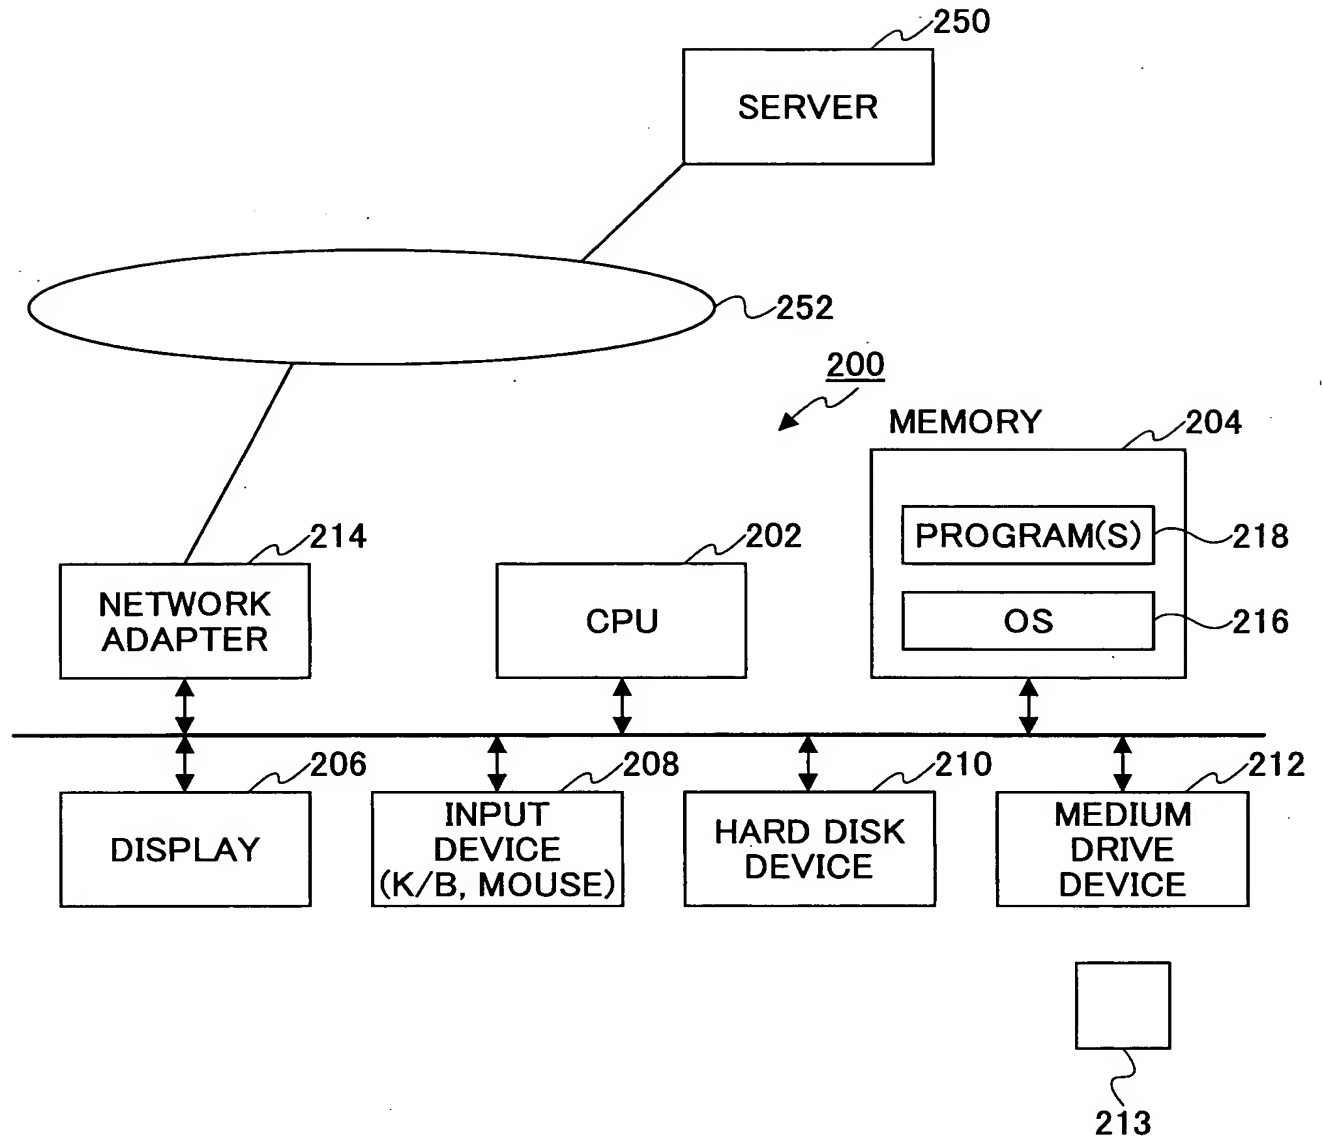 250
SERVER
252
200
MEMORY
204
PROGRAM(S)
218
OS
216
214
NETWORK
ADAPTER
202
CPU
206
DISPLAY
208
INPUT
DEVICE
(K/B, MOUSE)
210
HARD DISK
DEVICE
212
MEDIUM
DRIVE
DEVICE
213